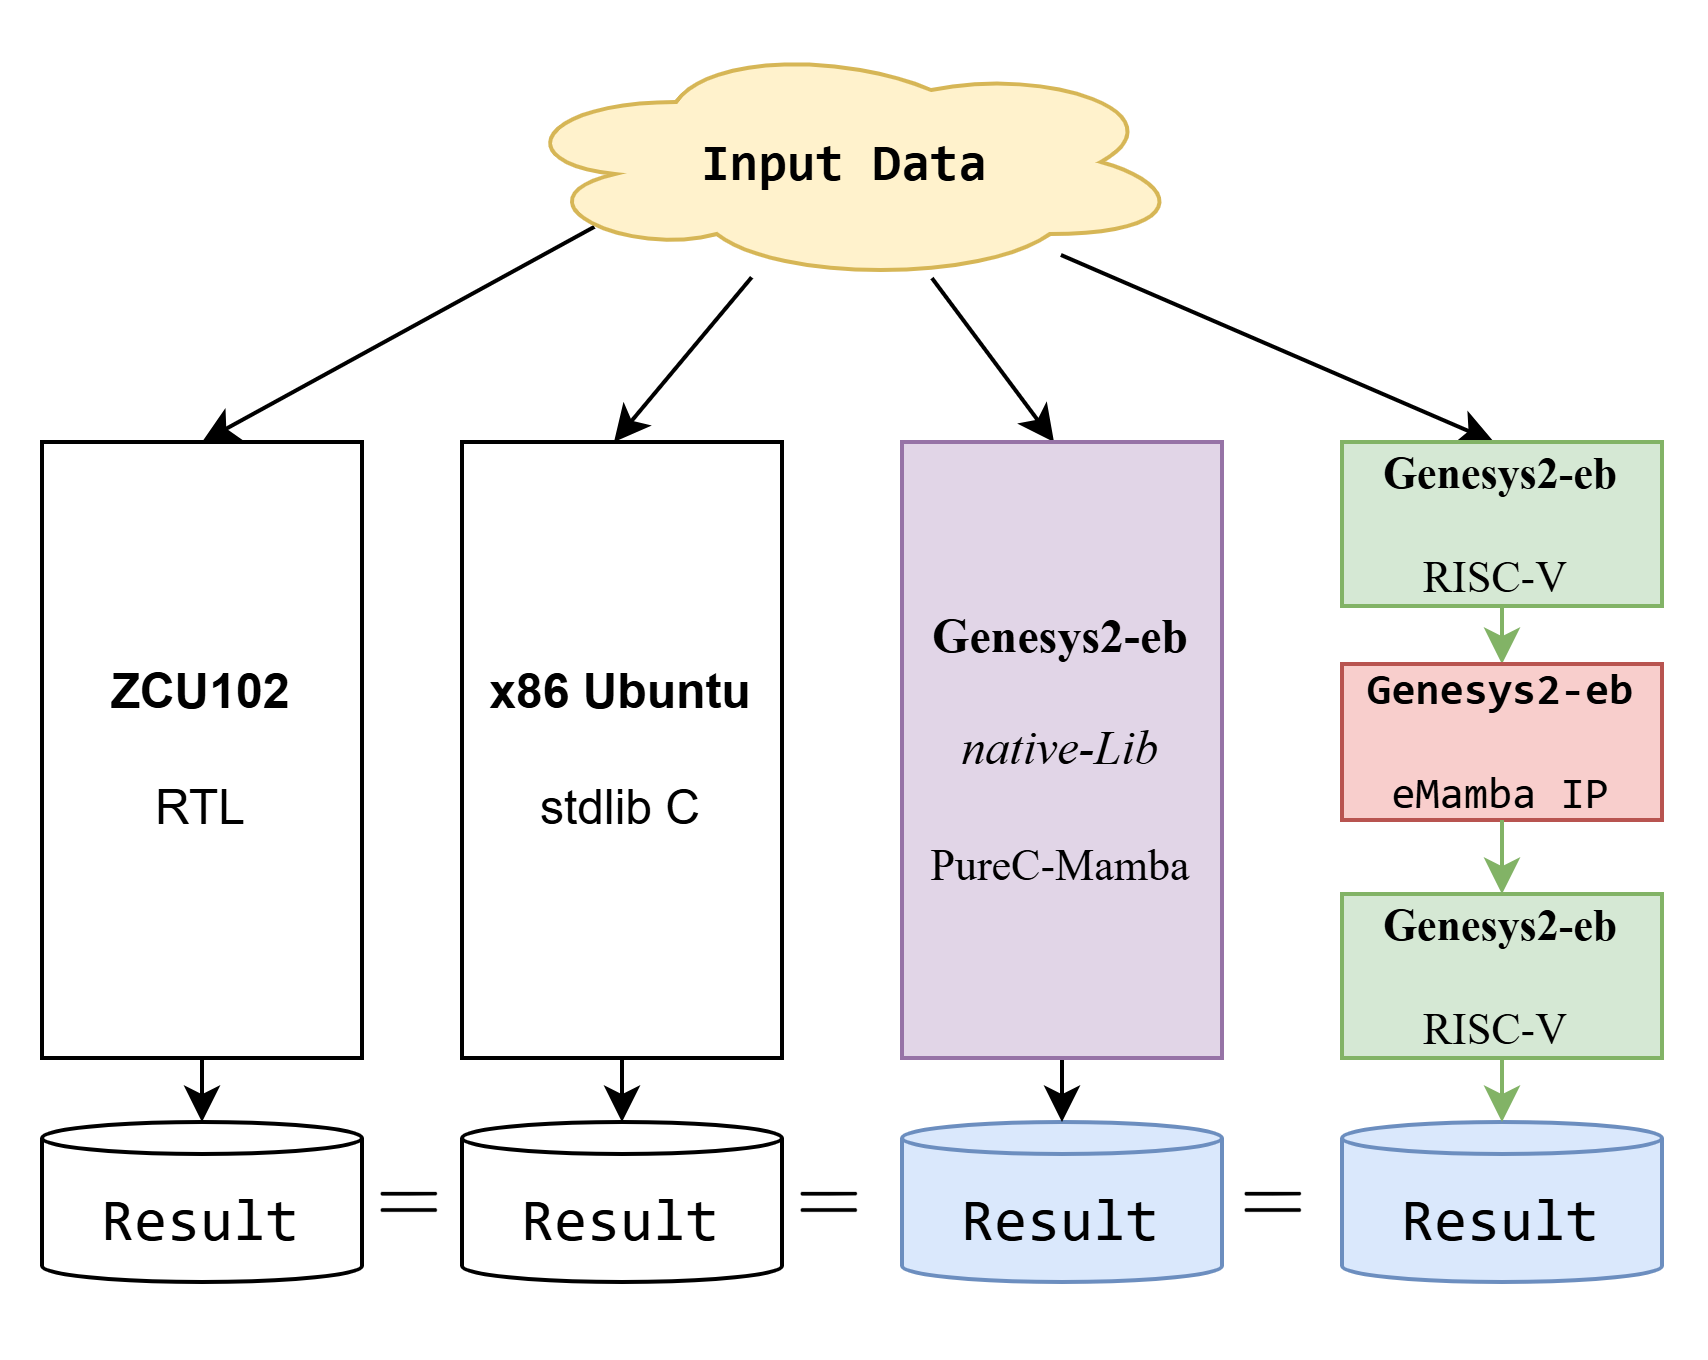 Input Data
ZCU102
RTL
x86 Ubuntu
stdlib C
Genesys2-eb
native-Lib
PureC-Mamba
Genesys2-eb
RISC-V
Genesys2-eb
eMamba IP
Genesys2-eb
RISC-V
Result = Result = Result = Result